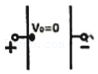 V₀=0
+ -